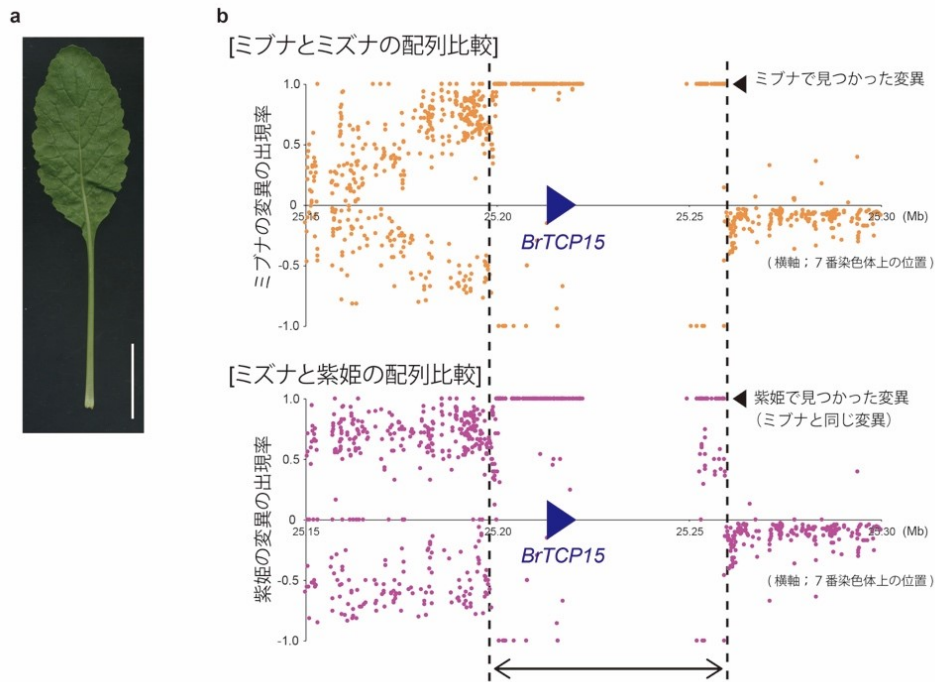 a
b
[ミブナとミズナの配列比較]
ミブナの変異の出現率
1.0
0.5
0
-0.5
-1.0
25.15
25.20
25.25
25.30
(Mb)
BrTCP15
ミブナで見つかった変異
(横軸;7番染色体上の位置)
[ミズナと紫姫の配列比較]
紫姫の変異の出現率
1.0
0.5
0
-0.5
-1.0
25.15
25.20
25.25
25.30
(Mb)
BrTCP15
紫姫で見つかった変異
(ミブナと同じ変異)
(横軸;7番染色体上の位置)